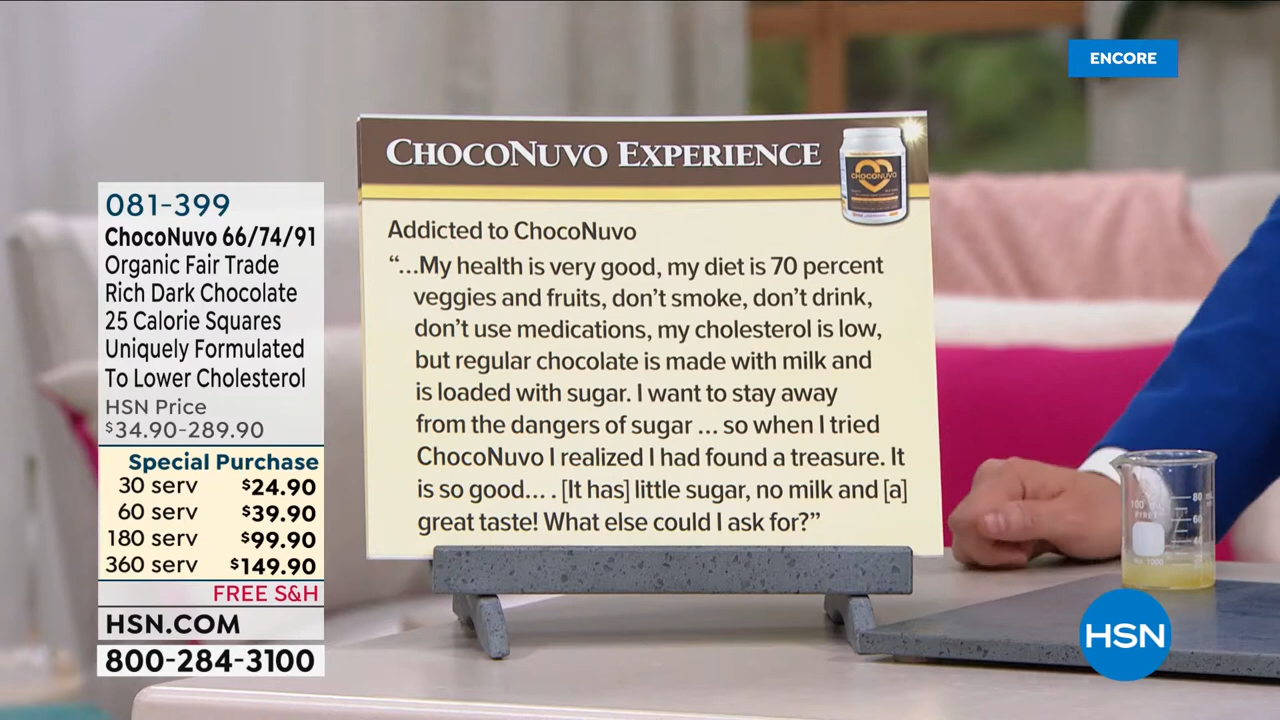 ENCORE
081-399
ChocoNuvo 66/74/91
Organic Fair Trade
Rich Dark Chocolate
25 Calorie Squares
Uniquely Formulated
To Lower Cholesterol
HSN Price
$34.90-289.90
Special Purchase
30 serv $24.90
60 serv $39.90
180 serv $99.90
360 serv $149.90
FREE S&H
HSN.COM
800-284-3100
CHOCONUVO EXPERIENCE
CHOCONUVO
Addicted to ChocoNuvo
“...My health is very good, my diet is 70 percent
veggies and fruits, don’t smoke, don’t drink,
don’t use medications, my cholesterol is low,
but regular chocolate is made with milk and
is loaded with sugar. I want to stay away
from the dangers of sugar ... so when I tried
ChocoNuvo I realized I had found a treasure. It
is so good... . [It has] little sugar, no milk and [a]
great taste! What else could I ask for?”
100
80
60
1000
HSN